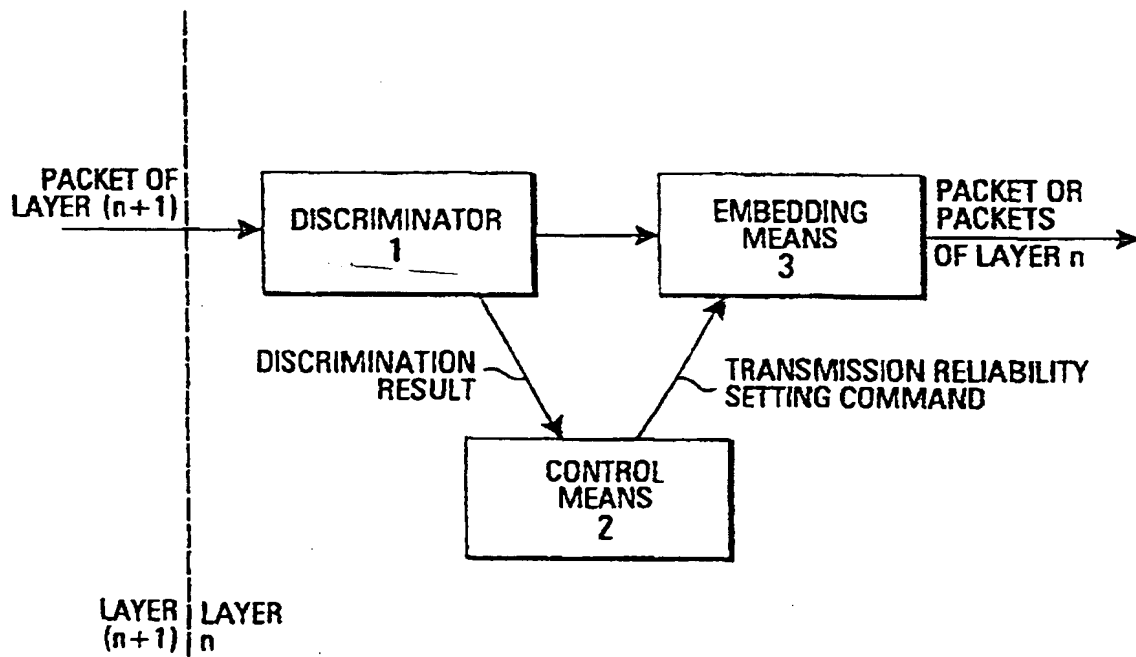 PACKET OF
LAYER (n+1)
DISCRIMINATOR
1
EMBEDDING
MEANS
3
PACKET OR
PACKETS
OF LAYER n
DISCRIMINATION
RESULT
TRANSMISSION RELIABILITY
SETTING COMMAND
CONTROL
MEANS
2
LAYER
(n+1)
LAYER
n